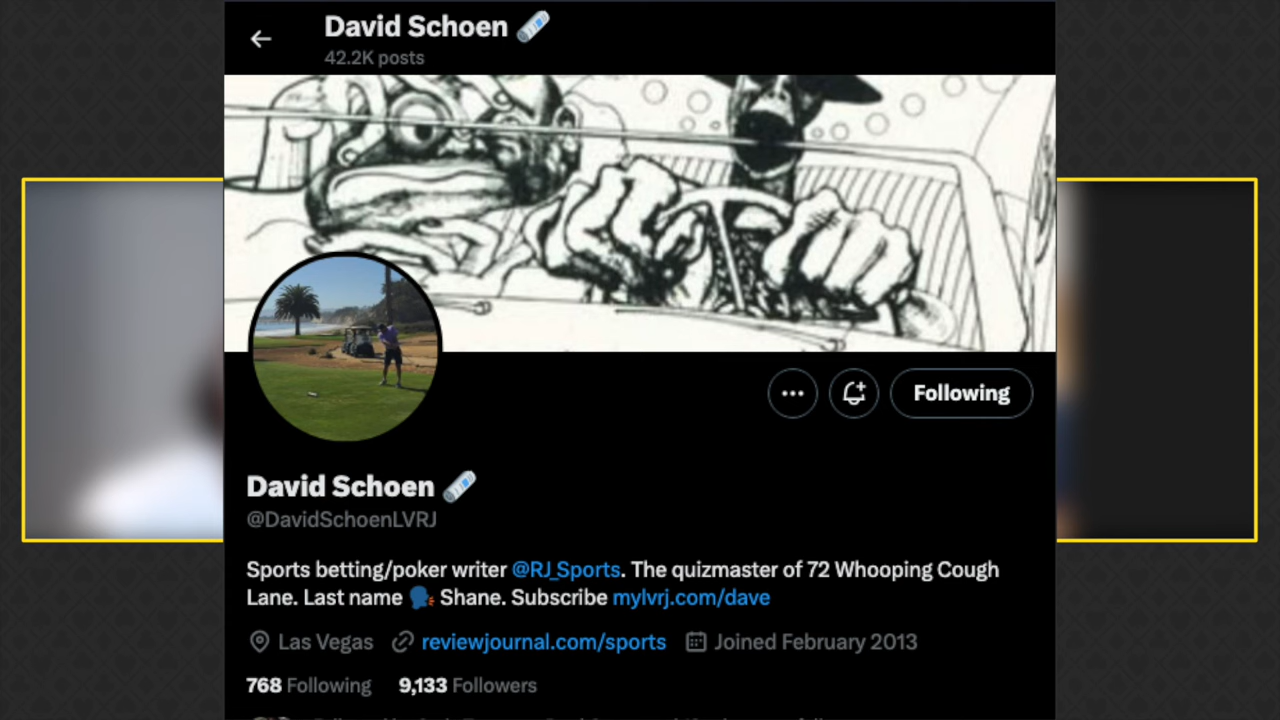 David Schoen
42.2K posts
Following
David Schoen
@DavidSchoenLVRJ
Sports betting/poker writer @RJ_Sports. The quizmaster of 72 Whooping Cough
Lane. Last name 🗣 Shane. Subscribe mylvrj.com/dave
Las Vegas reviewjournal.com/sports Joined February 2013
768 Following 9,133 Followers